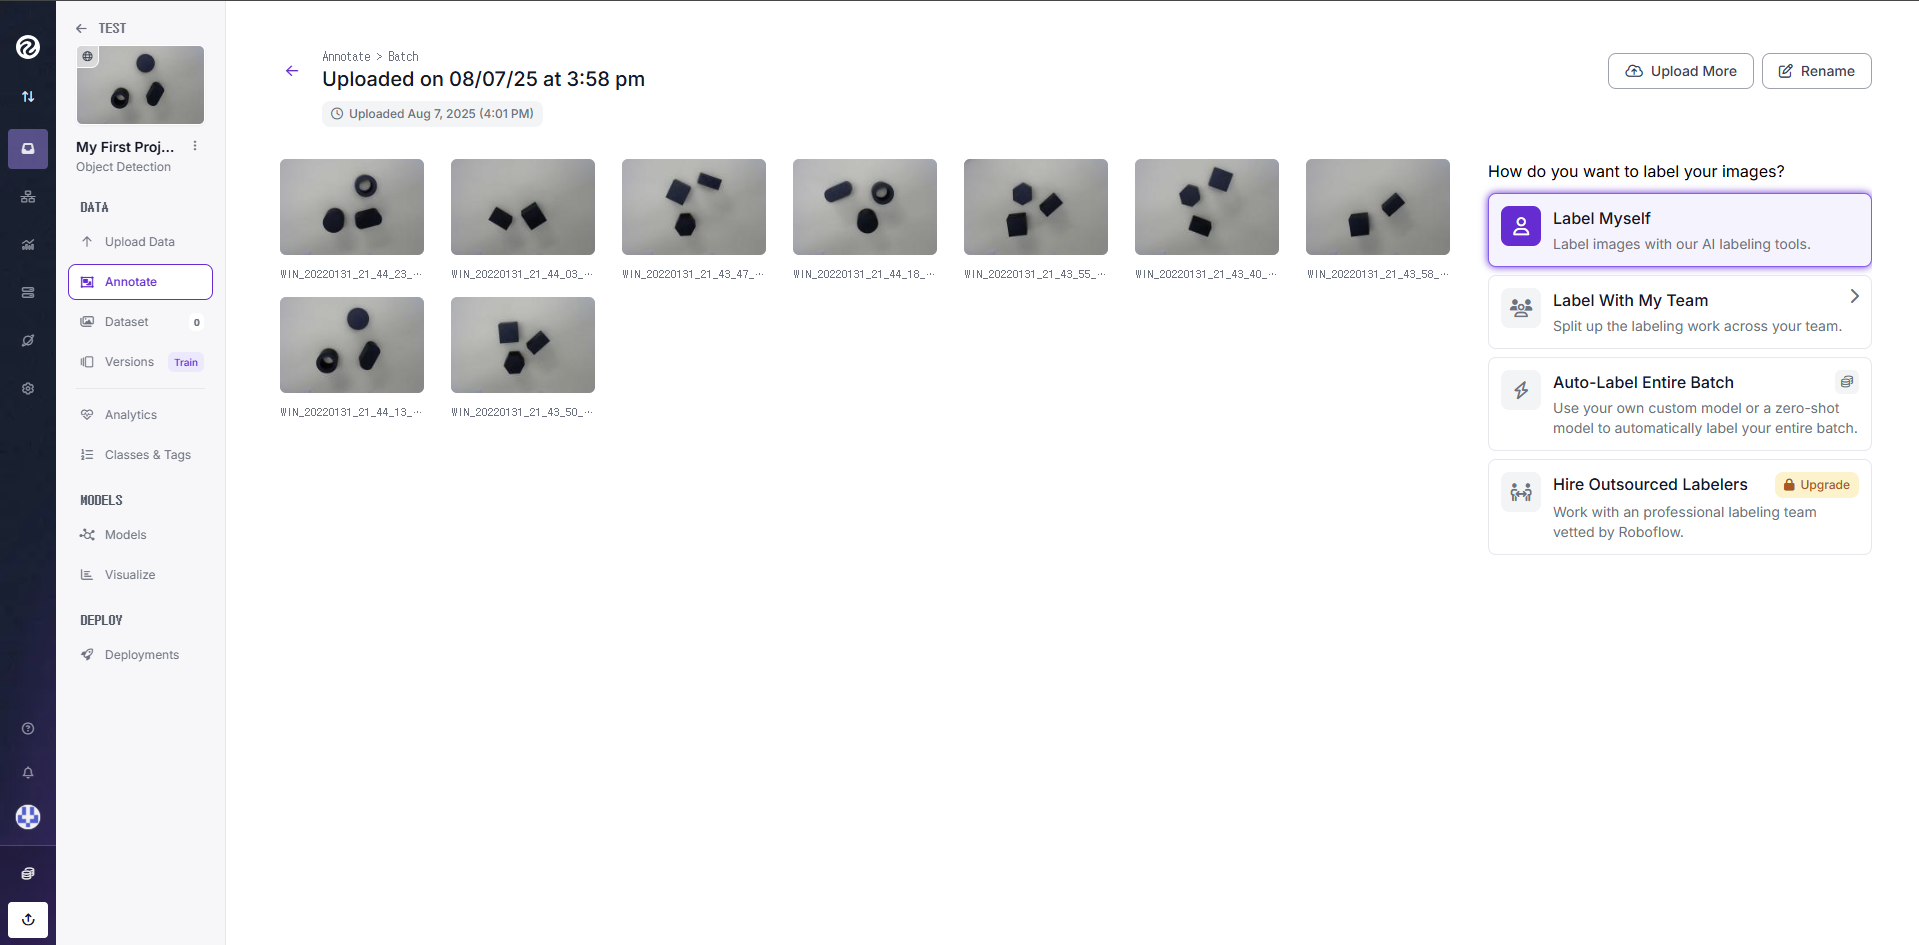 TEST
My First Proj...
Object Detection
DATA
Upload Data
Annotate
Dataset 0
Versions Train
Analytics
Classes & Tags
MODELS
Models
Visualize
DEPLOY
Deployments
Annotate > Batch
Uploaded on 08/07/25 at 3:58 pm
Uploaded Aug 7, 2025 (4:01 PM)
Upload More
Rename
WIN_20220131_21_44_23_...
WIN_20220131_21_44_03_...
WIN_20220131_21_43_47_...
WIN_20220131_21_44_18_...
WIN_20220131_21_43_55_...
WIN_20220131_21_43_40_...
WIN_20220131_21_43_58_...
WIN_20220131_21_44_13_...
WIN_20220131_21_43_50_...
How do you want to label your images?
Label Myself
Label images with our AI labeling tools.
Label With My Team
Split up the labeling work across your team.
Auto-Label Entire Batch
Use your own custom model or a zero-shot
model to automatically label your entire batch.
Hire Outsourced Labelers
Upgrade
Work with an professional labeling team
vetted by Roboflow.